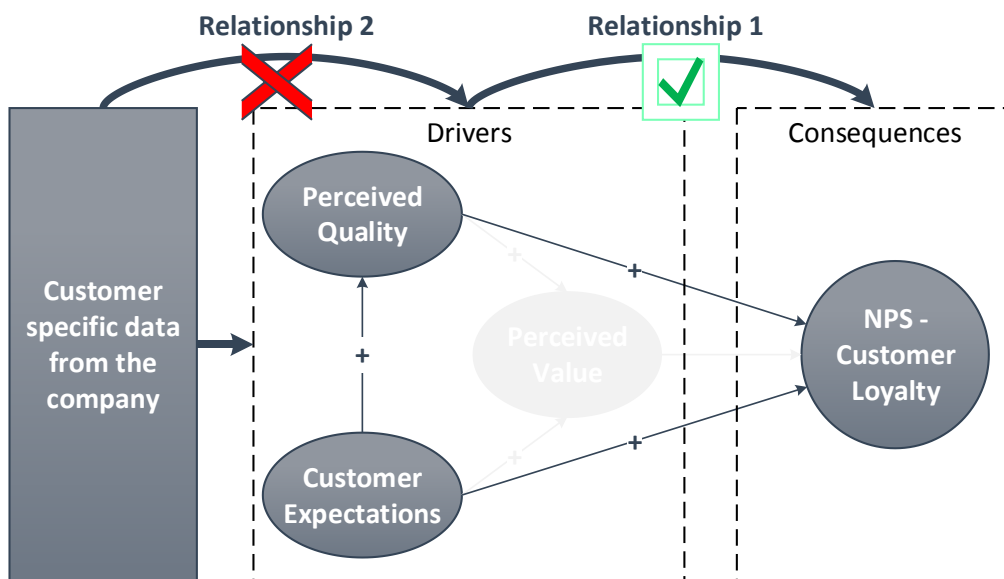 Relationship 2
Relationship 1
Drivers
Consequences
Perceived
Quality
+
+
Customer
specific data
from the
company
+
Perceived
Value
NPS -
Customer
Loyalty
+
+
Customer
Expectations